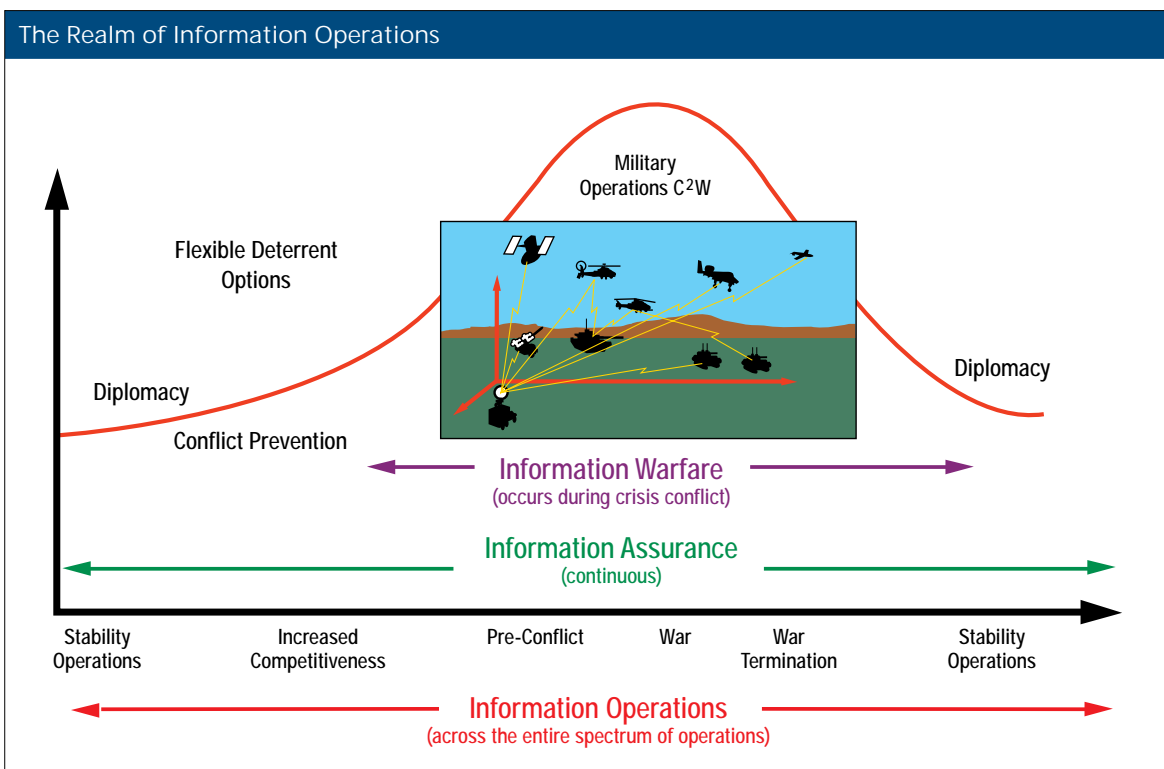 The Realm of Information Operations
Military
Operations C²W
Flexible Deterrent
Options
Diplomacy
Diplomacy
Conflict Prevention
Information Warfare
(occurs during crisis conflict)
Information Assurance
(continuous)
Stability
Operations
Increased
Competitiveness
Pre-Conflict
War
War
Termination
Stability
Operations
Information Operations
(across the entire spectrum of operations)